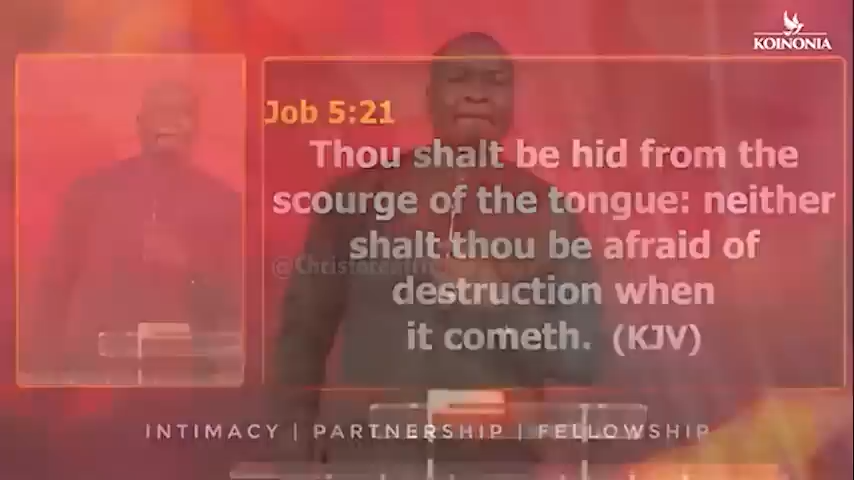 KOINONIA
Job 5:21
Thou shalt be hid from the
scourge of the tongue: neither
shalt thou be afraid of
destruction when
it cometh. (KJV)
INTIMACY | PARTNERSHIP | FELLOWSHIP